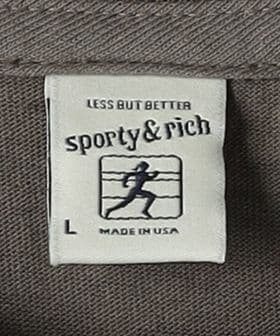 LESS BUT BETTER
sporty & rich
L
MADE IN USA